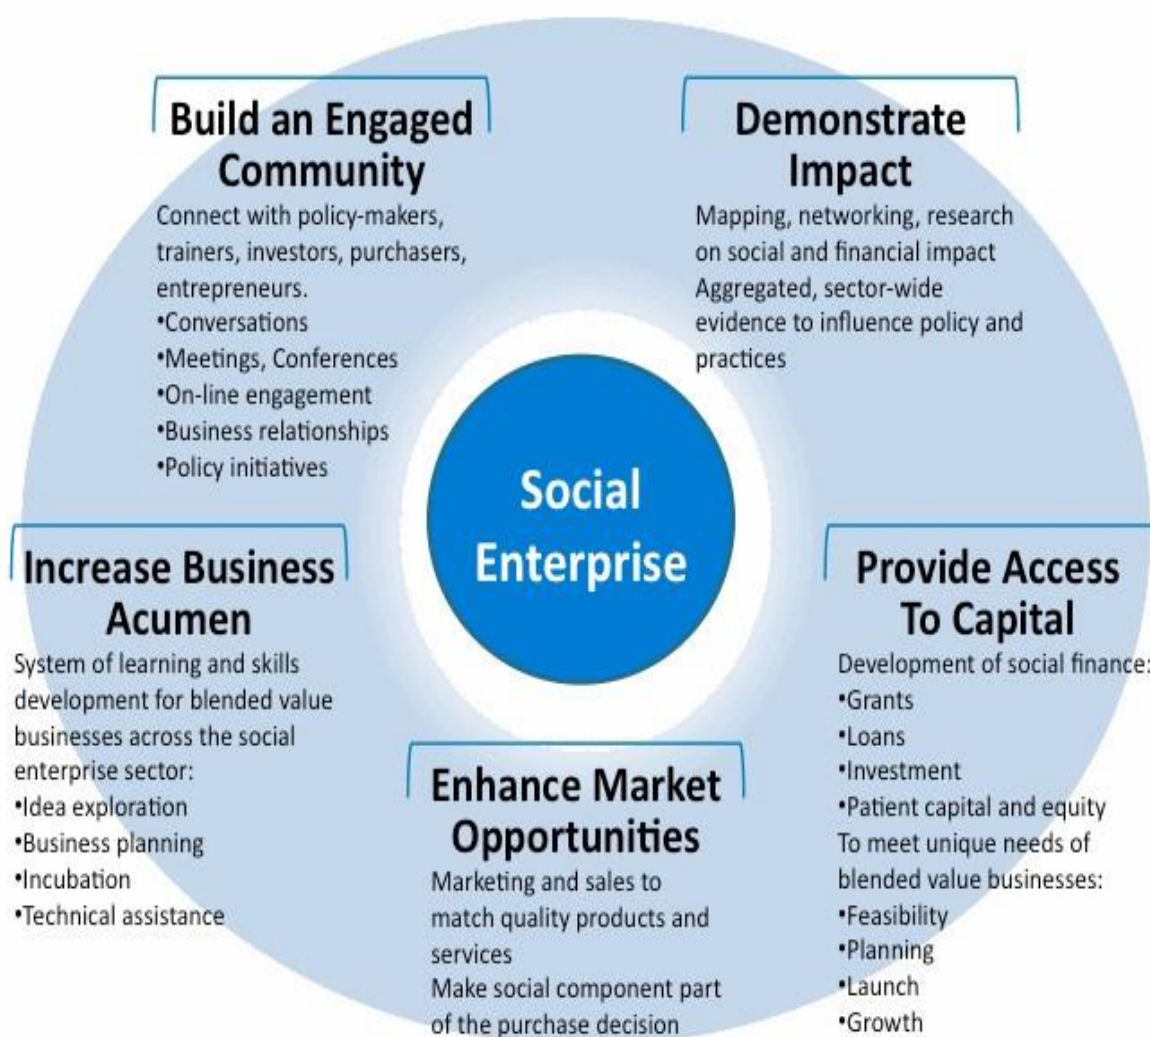 Build an Engaged
Community
Connect with policy-makers,
trainers, investors, purchasers,
entrepreneurs.
•Conversations
•Meetings, Conferences
•On-line engagement
•Business relationships
•Policy initiatives
Demonstrate
Impact
Mapping, networking, research
on social and financial impact
Aggregated, sector-wide
evidence to influence policy and
practices
Social
Enterprise
Increase Business
Acumen
System of learning and skills
development for blended value
businesses across the social
enterprise sector:
•Idea exploration
•Business planning
•Incubation
•Technical assistance
Enhance Market
Opportunities
Marketing and sales to
match quality products and
services
Make social component part
of the purchase decision
Provide Access
To Capital
Development of social finance:
•Grants
•Loans
•Investment
•Patient capital and equity
To meet unique needs of
blended value businesses:
•Feasibility
•Planning
•Launch
•Growth